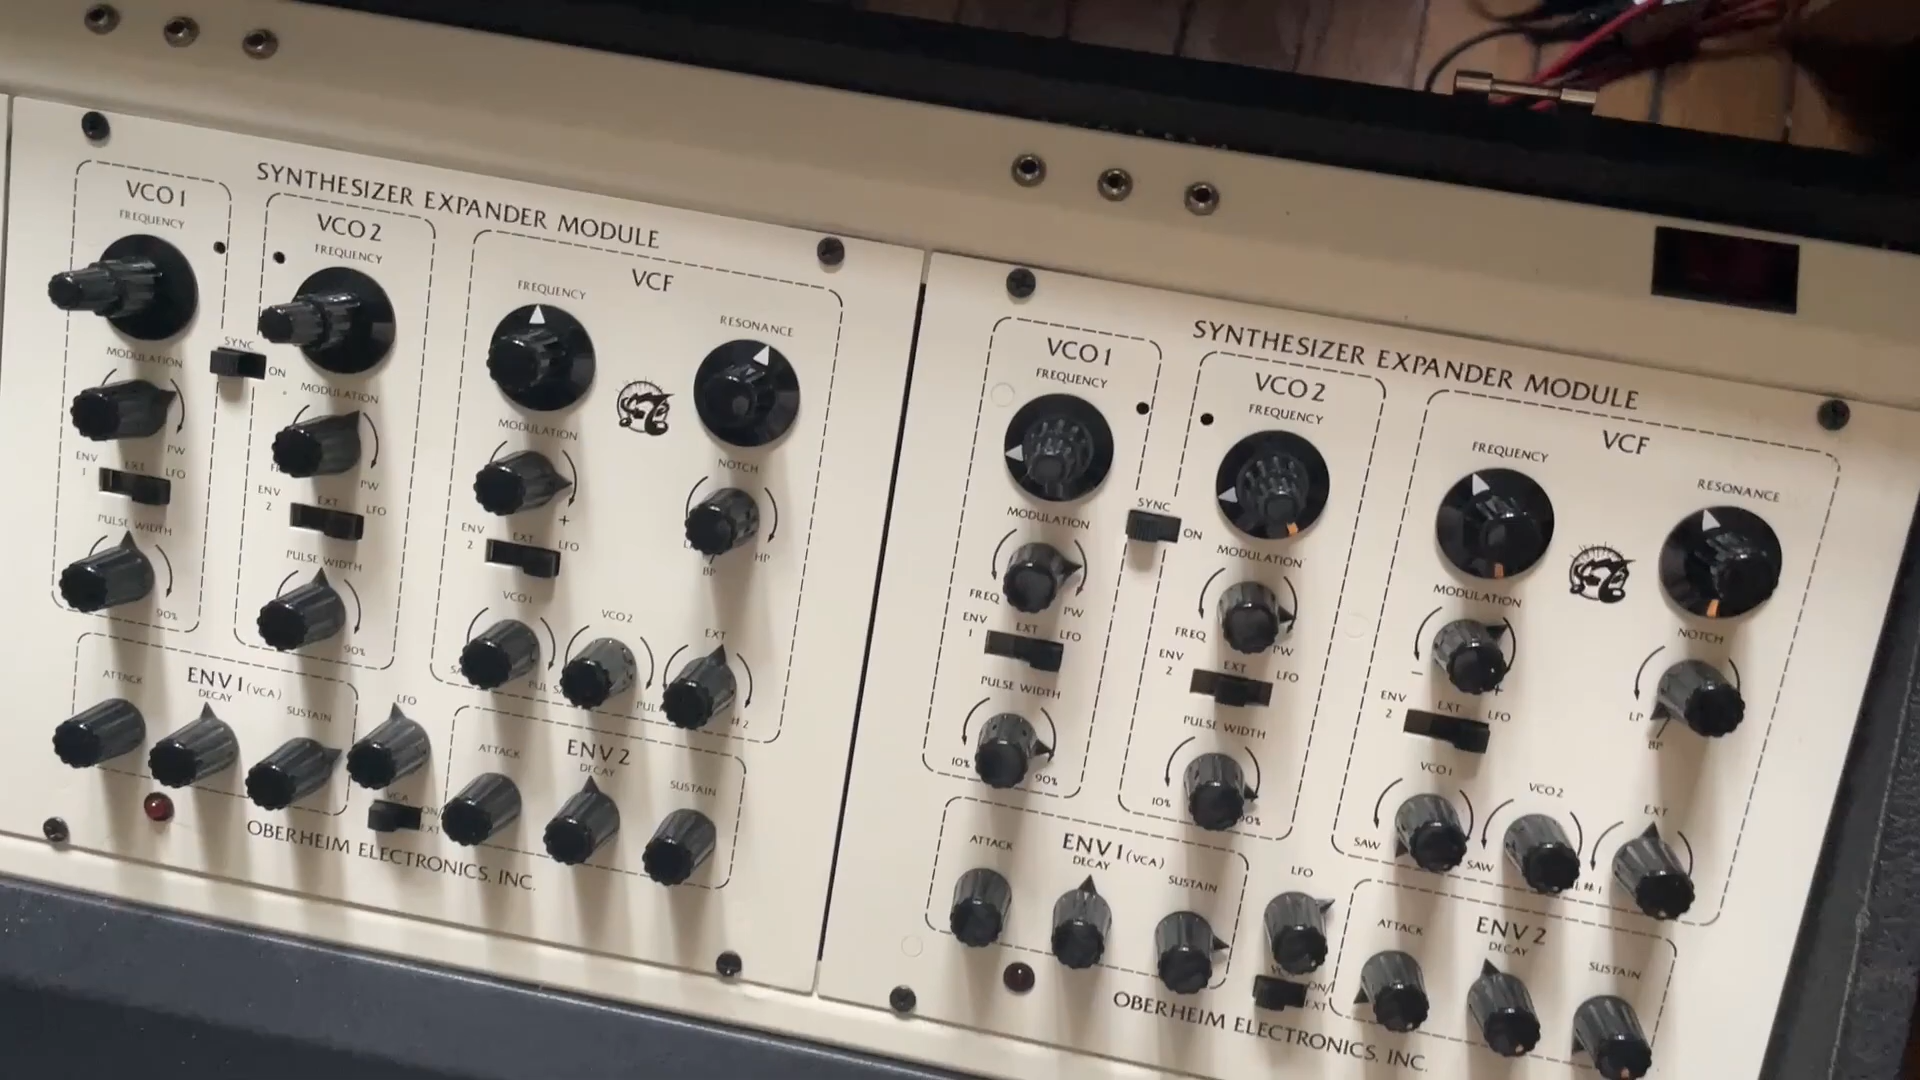 SYNTHESIZER EXPANDER MODULE
VCO 1
FREQUENCY
VCO 2
FREQUENCY
VCF
FREQUENCY
RESONANCE
SYNC
ON
MODULATION
PW
MODULATION
PW
MODULATION
+
NOTCH
BP
HP
ENV
1
EXT
LFO
ENV
2
EXT
LFO
ENV
2
EXT
LFO
PULSE WIDTH
90%
PULSE WIDTH
90%
VCO1
VCO2
EXT
#2
ENV 1 (VCA)
ATTACK
DECAY
SUSTAIN
LFO
VCA
ON
EXT
ENV 2
ATTACK
DECAY
SUSTAIN
OBERHEIM ELECTRONICS, INC.
SYNTHESIZER EXPANDER MODULE
VCO 1
FREQUENCY
VCO 2
FREQUENCY
VCF
FREQUENCY
RESONANCE
SYNC
ON
MODULATION
FREQ
PW
MODULATION
FREQ
PW
MODULATION
-
+
NOTCH
LP
BP
ENV
1
EXT
LFO
ENV
2
EXT
LFO
ENV
2
EXT
LFO
PULSE WIDTH
10%
90%
PULSE WIDTH
10%
90%
VCO1
SAW
VCO2
SAW
EXT
#1
ENV 1 (VCA)
ATTACK
DECAY
SUSTAIN
LFO
ON
EXT
ENV 2
ATTACK
DECAY
SUSTAIN
OBERHEIM ELECTRONICS, INC.